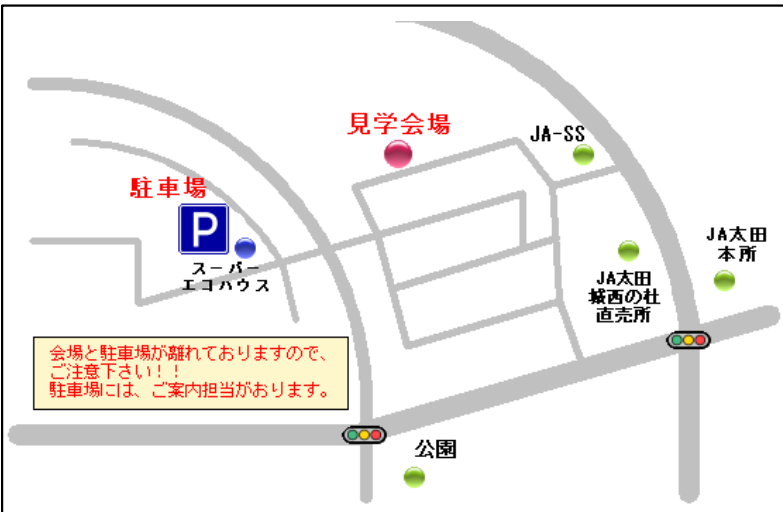 見学会場
JA-SS
駐車場
P
スーパー
エコハウス
JA太田
本所
JA太田
城西の杜
直売所
会場と駐車場が離れておりますので、
ご注意下さい！！
駐車場には、ご案内担当がおります。
公園